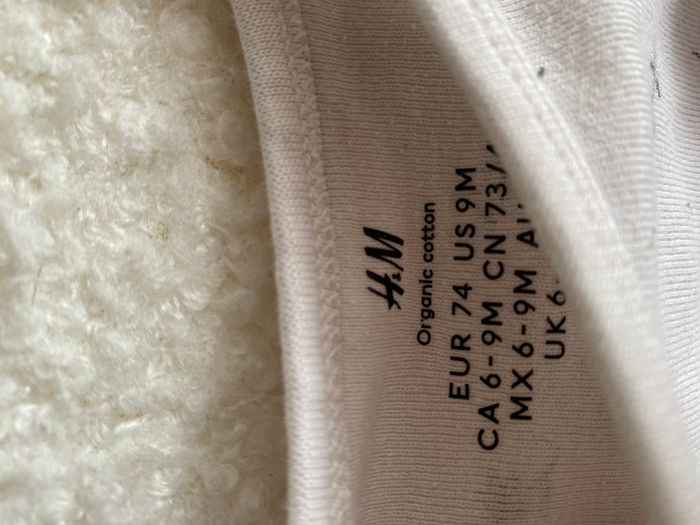 H&M
Organic cotton
EUR 74 US 9M
CA 6-9M CN 73/
MX 6-9M
UK 6-